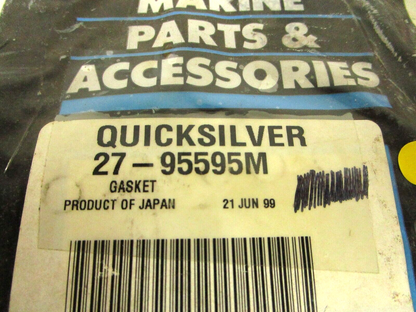 MARINE
PARTS &
ACCESSORIES
QUICKSILVER
27-95595M
GASKET
PRODUCT OF JAPAN 21 JUN 99